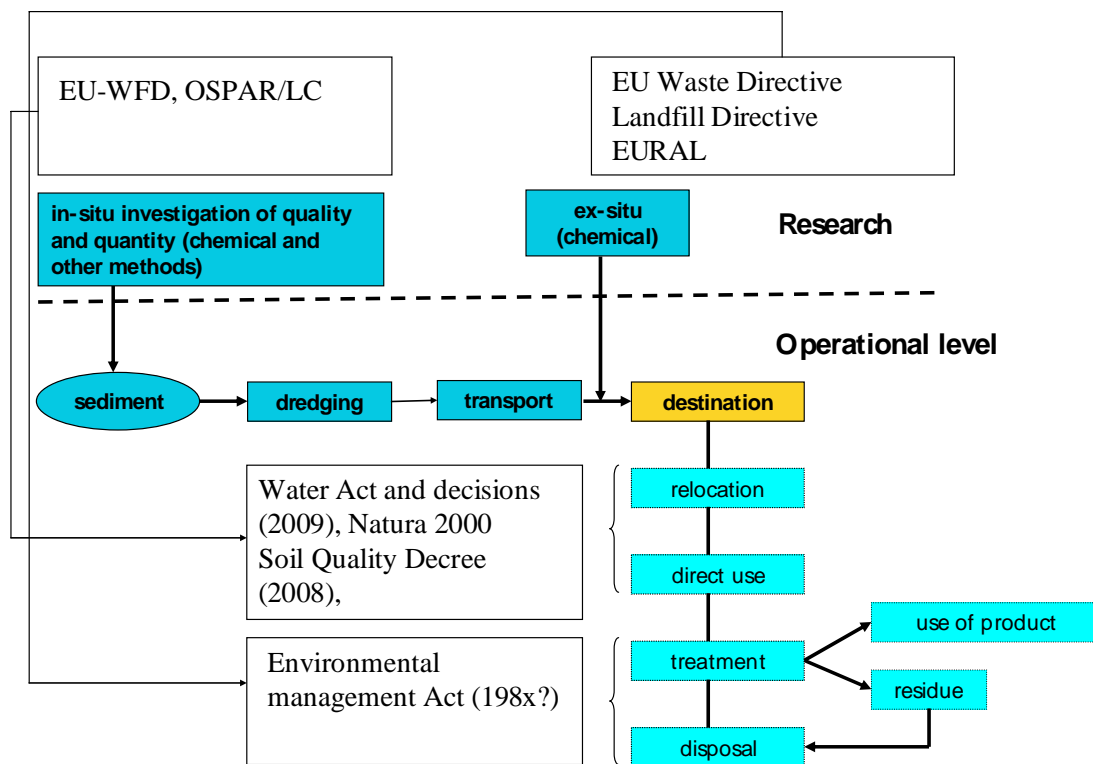 EU-WFD, OSPAR/LC
EU Waste Directive
Landfill Directive
EURAL
in-situ investigation of quality
and quantity (chemical and
other methods)
ex-situ
(chemical)
Research
Operational level
sediment
dredging
transport
destination
Water Act and decisions
(2009), Natura 2000
Soil Quality Decree
(2008),
relocation
direct use
Environmental
management Act (198x?)
treatment
use of product
residue
disposal